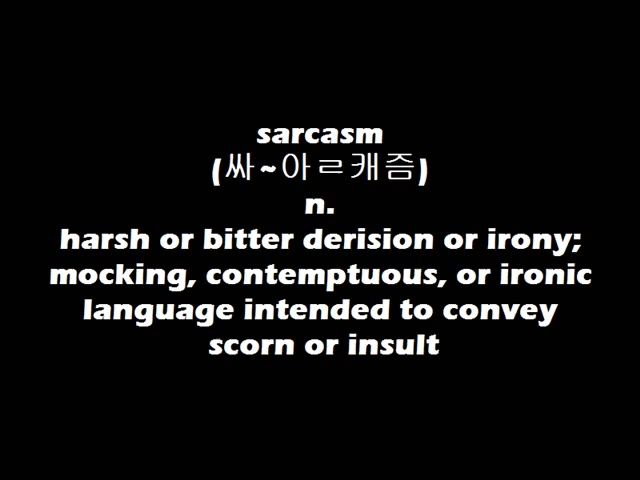 sarcasm
(싸~아ㄹ캐즘)
n.
harsh or bitter derision or irony;
mocking, contemptuous, or ironic
language intended to convey
scorn or insult